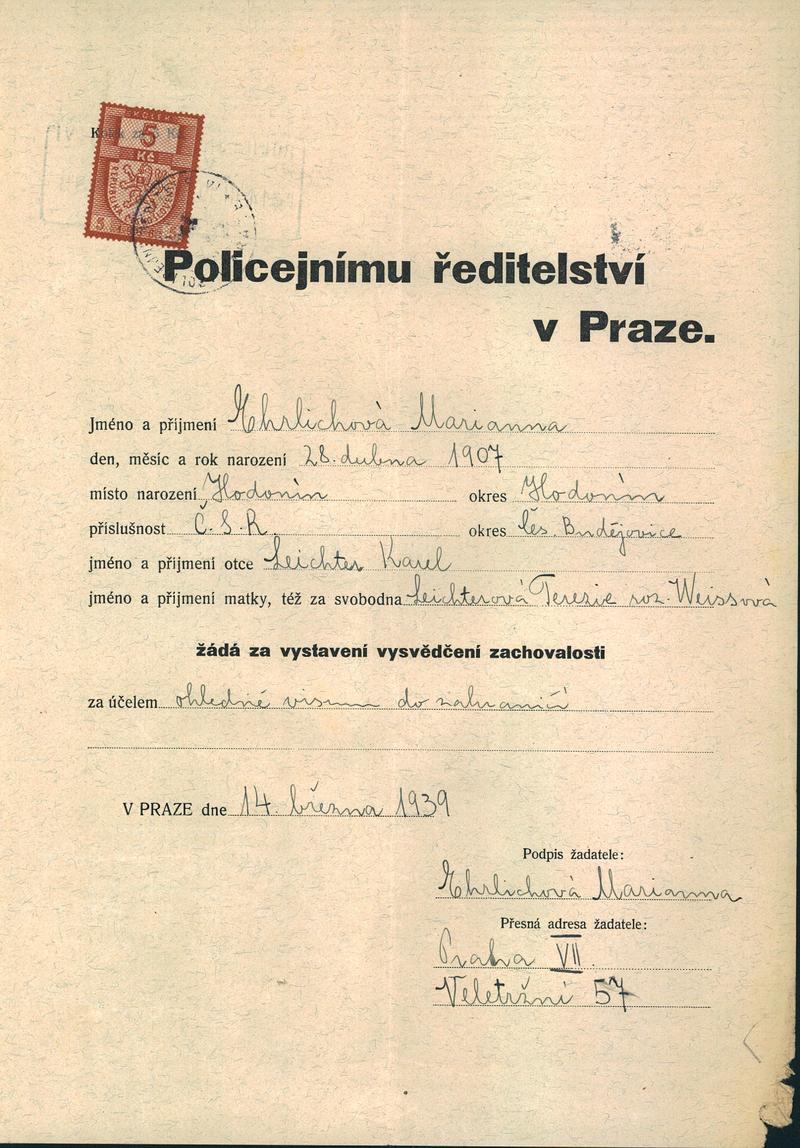 KOLEK
5
Kč
Policejnímu ředitelství
v Praze.
Jméno a příjmení Ehrlichová Marianna
den, měsíc a rok narození 28. dubna 1907
místo narození Hodonín okres Hodonín
příslušnost Č.S.R. okres Čes. Budějovice
jméno a příjmení otce Leichter Karel
jméno a příjmení matky, též za svobodna Leichterová Terezie roz. Weissová
žádá za vystavení vysvědčení zachovalosti
za účelem ohledně visum do zahraničí
V PRAZE dne 14. března 1939
Podpis žadatele:
Ehrlichová Marianna
Přesná adresa žadatele:
Praha VII.
Veletržní 57